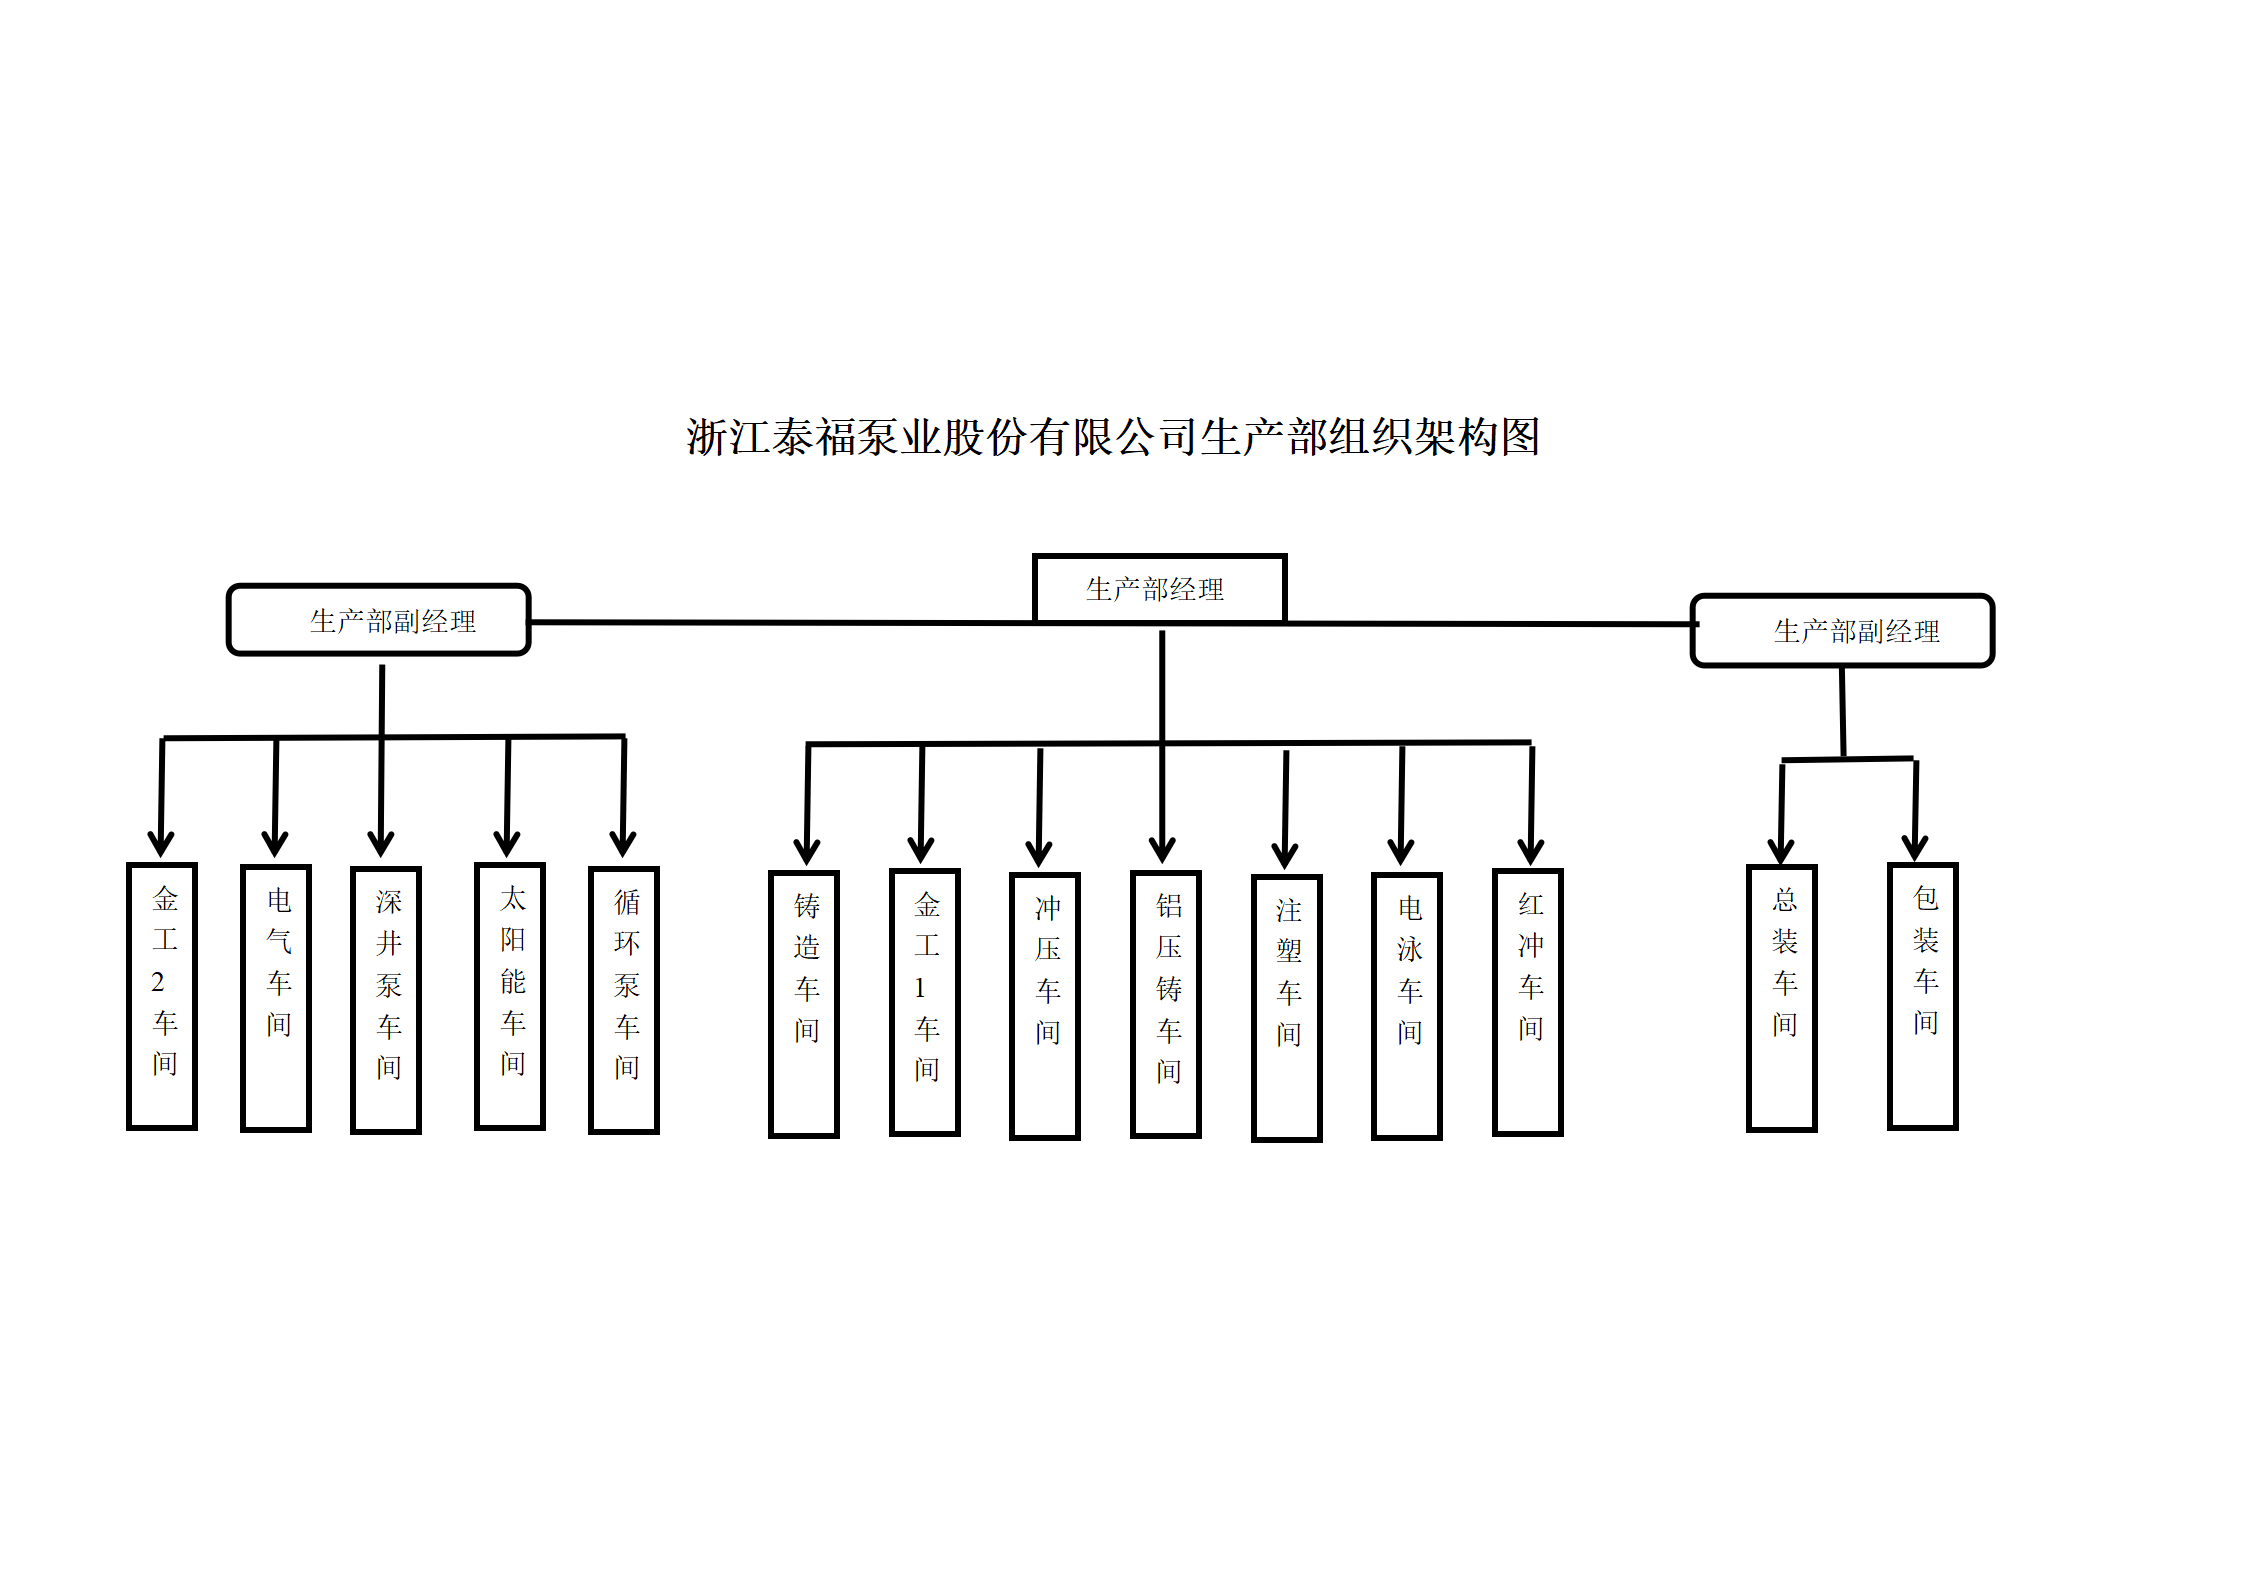 浙江泰福泵业股份有限公司生产部组织架构图
生产部经理
生产部副经理
生产部副经理
金工2车间
电气车间
深井泵车间
太阳能车间
循环泵车间
铸造车间
金工1车间
冲压车间
铝压铸车间
注塑车间
电泳车间
红冲车间
总装车间
包装车间